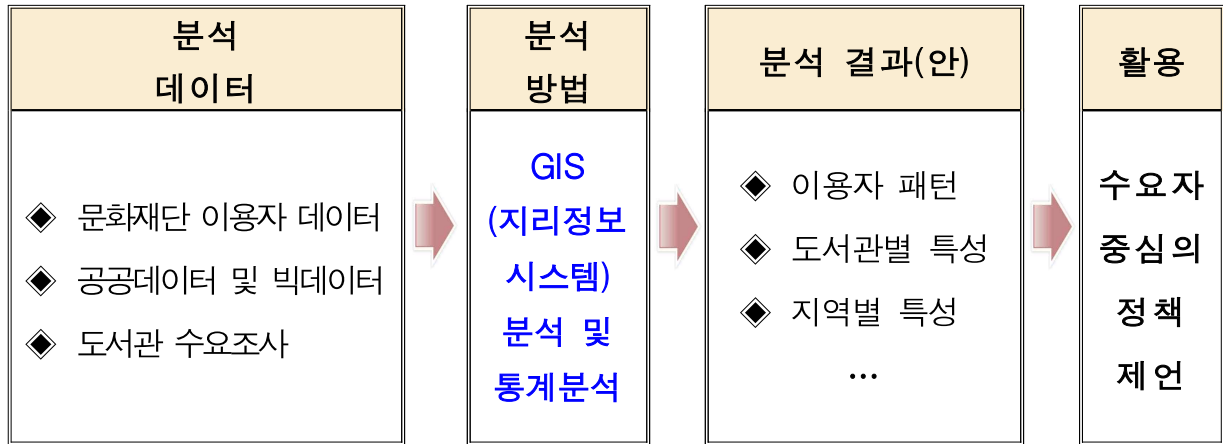 분석
데이터
◈ 문화재단 이용자 데이터
◈ 공공데이터 및 빅데이터
◈ 도서관 수요조사
분석
방법
GIS
(지리정보
시스템)
분석 및
통계분석
분석 결과(안)
◈ 이용자 패턴
◈ 도서관별 특성
◈ 지역별 특성
…
활용
수요자
중심의
정책
제언